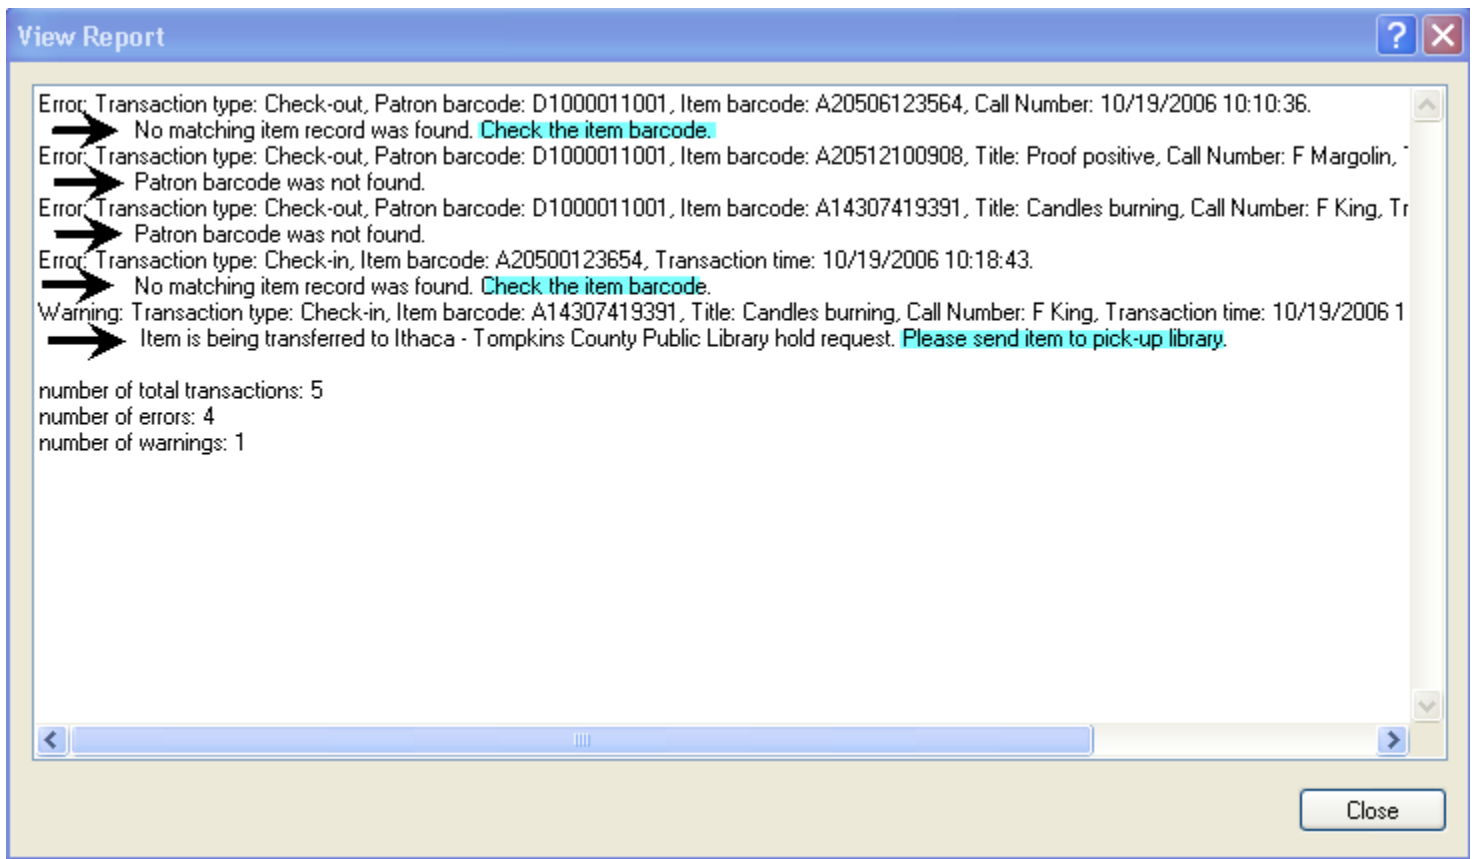 View Report
Error: Transaction type: Check-out, Patron barcode: D1000011001, Item barcode: A20506123564, Call Number: 10/19/2006 10:10:36.
No matching item record was found. Check the item barcode.
Error: Transaction type: Check-out, Patron barcode: D1000011001, Item barcode: A20512100908, Title: Proof positive, Call Number: F Margolin,
Patron barcode was not found.
Error: Transaction type: Check-out, Patron barcode: D1000011001, Item barcode: A14307419391, Title: Candles burning, Call Number: F King, Tr
Patron barcode was not found.
Error: Transaction type: Check-in, Item barcode: A20500123654, Transaction time: 10/19/2006 10:18:43.
No matching item record was found. Check the item barcode.
Warning: Transaction type: Check-in, Item barcode: A14307419391, Title: Candles burning, Call Number: F King, Transaction time: 10/19/2006 1
Item is being transferred to Ithaca - Tompkins County Public Library hold request. Please send item to pick-up library.
number of total transactions: 5
number of errors: 4
number of warnings: 1
Close